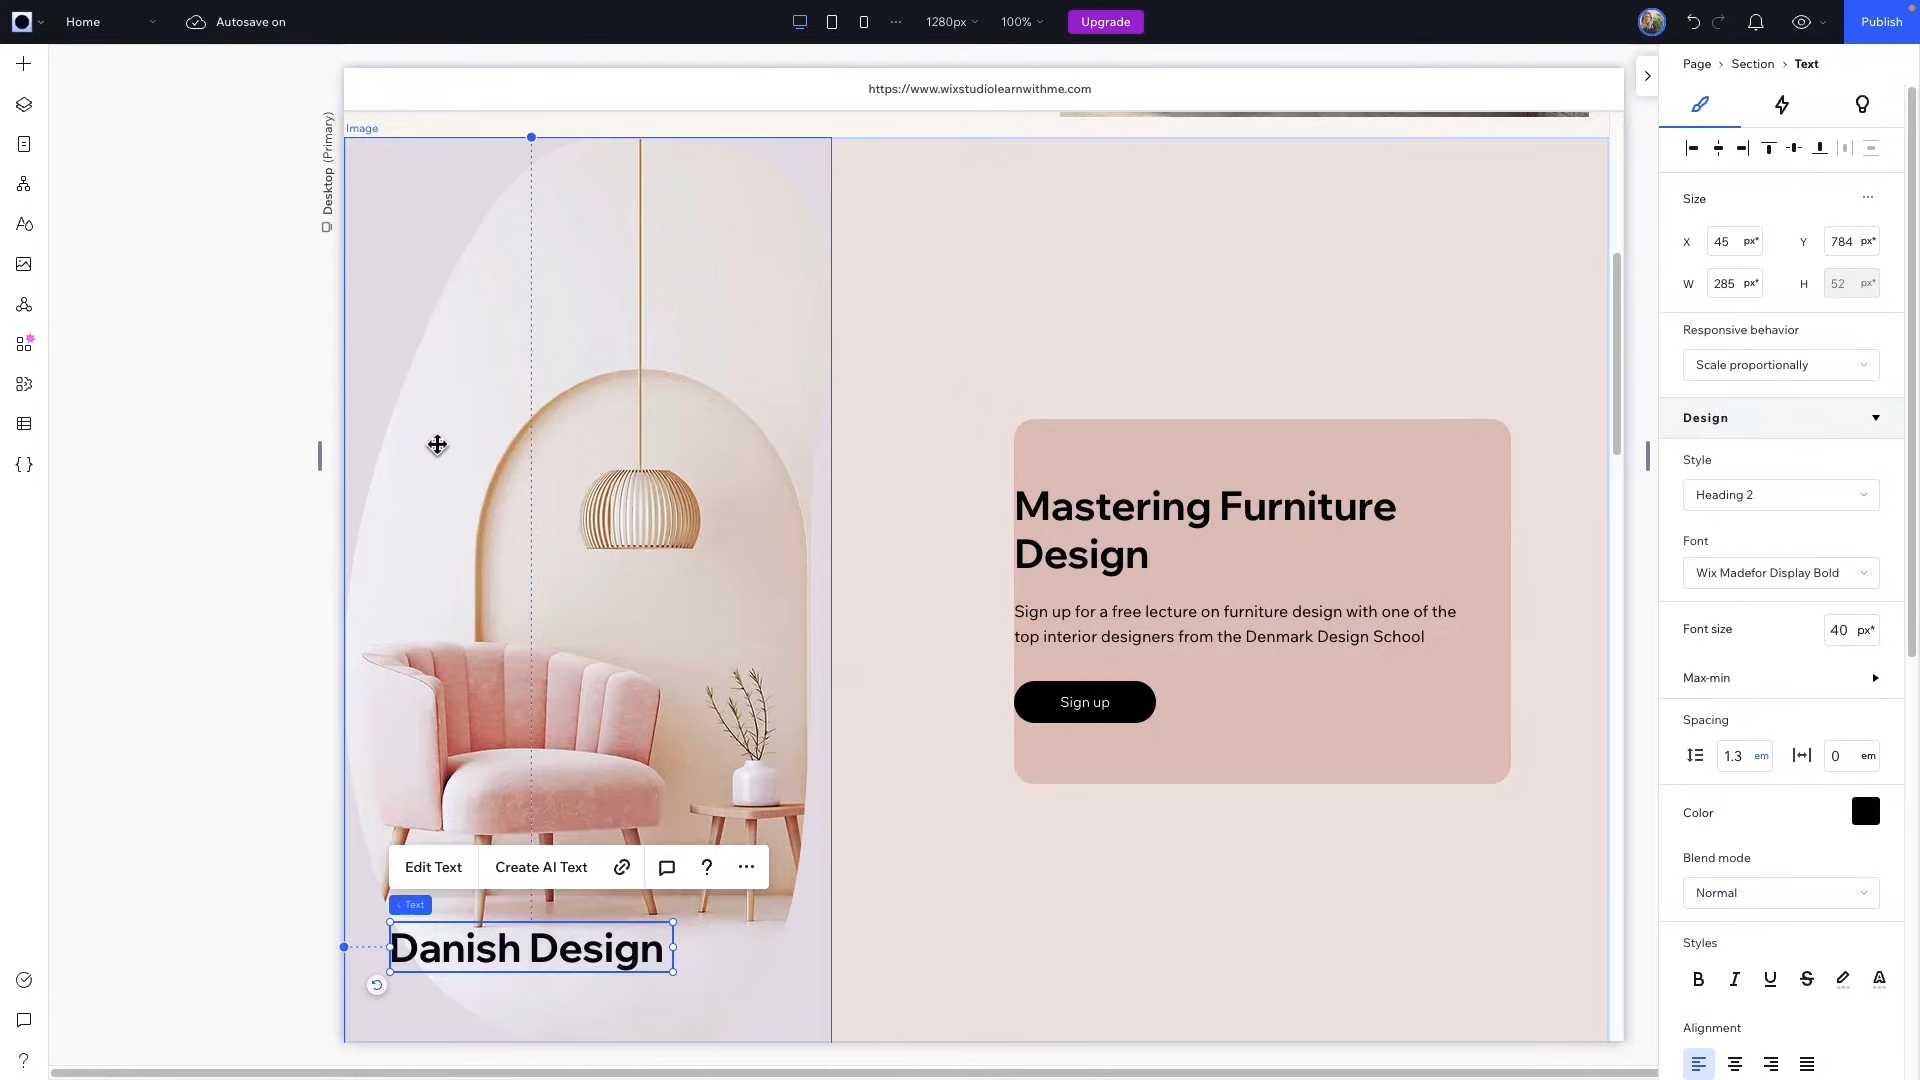 Home
Autosave on
1280px
100%
Upgrade
Publish
https://www.wixstudiolearnwithme.com
Desktop (Primary)
Image
Mastering Furniture
Design
Sign up for a free lecture on furniture design with one of the
top interior designers from the Denmark Design School
Sign up
Edit Text
Create AI Text
?
‹ Text
Danish Design
?
Page › Section › Text
Size
X 45 px* Y 784 px*
W 285 px* H 52 px*
Responsive behavior
Scale proportionally
Design
Style
Heading 2
Font
Wix Madefor Display Bold
Font size 40 px*
Max-min
Spacing
1.3 em 0 em
Color
Blend mode
Normal
Styles
B I U S A
Alignment